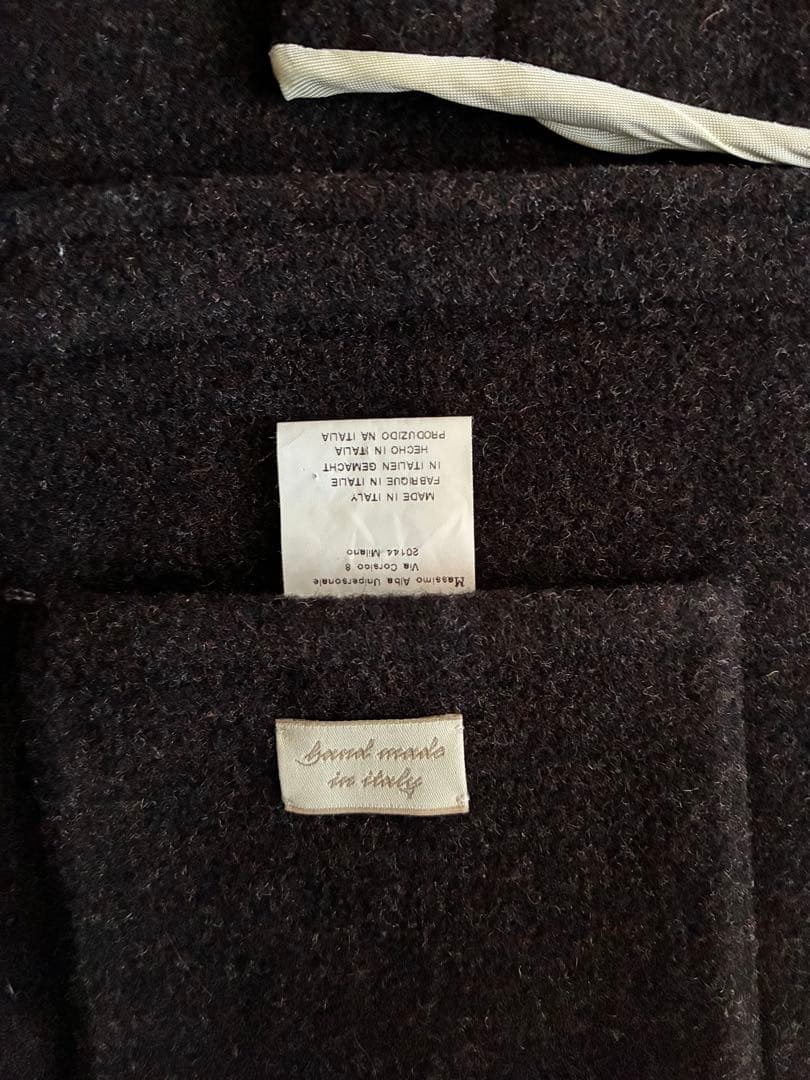 Massimo Alba Unipersonale
Via Corsico 8
20144 Milano
MADE IN ITALY
FABRIQUE IN ITALIE
IN ITALIEN GEMACHT
HECHO IN ITALIA
PRODUZIDO NA ITALIA
hand made
in italy